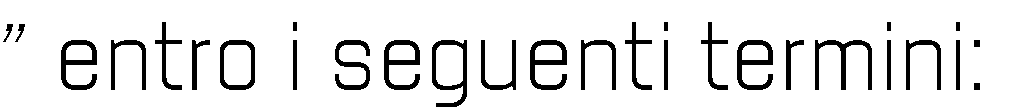 ” entro i seguenti termini: